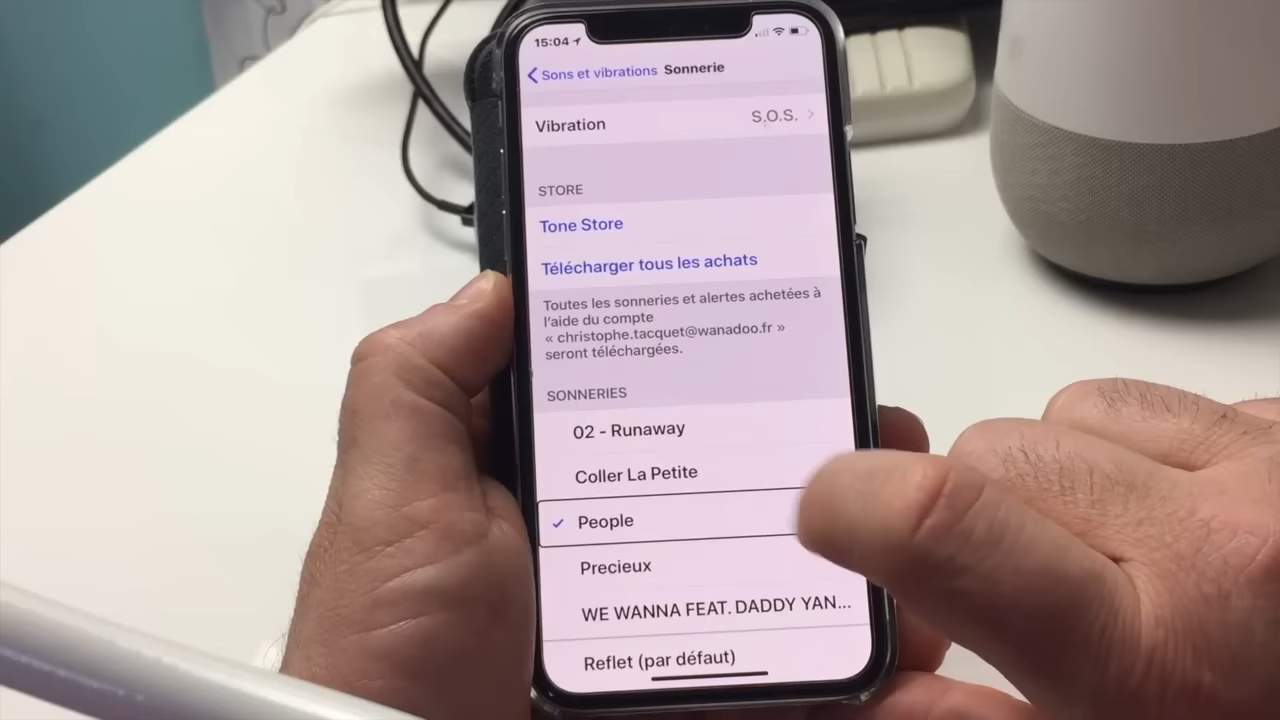 15:04
Sons et vibrations Sonnerie
Vibration S.O.S.
STORE
Tone Store
Télécharger tous les achats
Toutes les sonneries et alertes achetées à
l'aide du compte
« christophe.tacquet@wanadoo.fr »
seront téléchargées.
SONNERIES
02 - Runaway
Coller La Petite
People
Precieux
WE WANNA FEAT. DADDY YAN...
Reflet (par défaut)